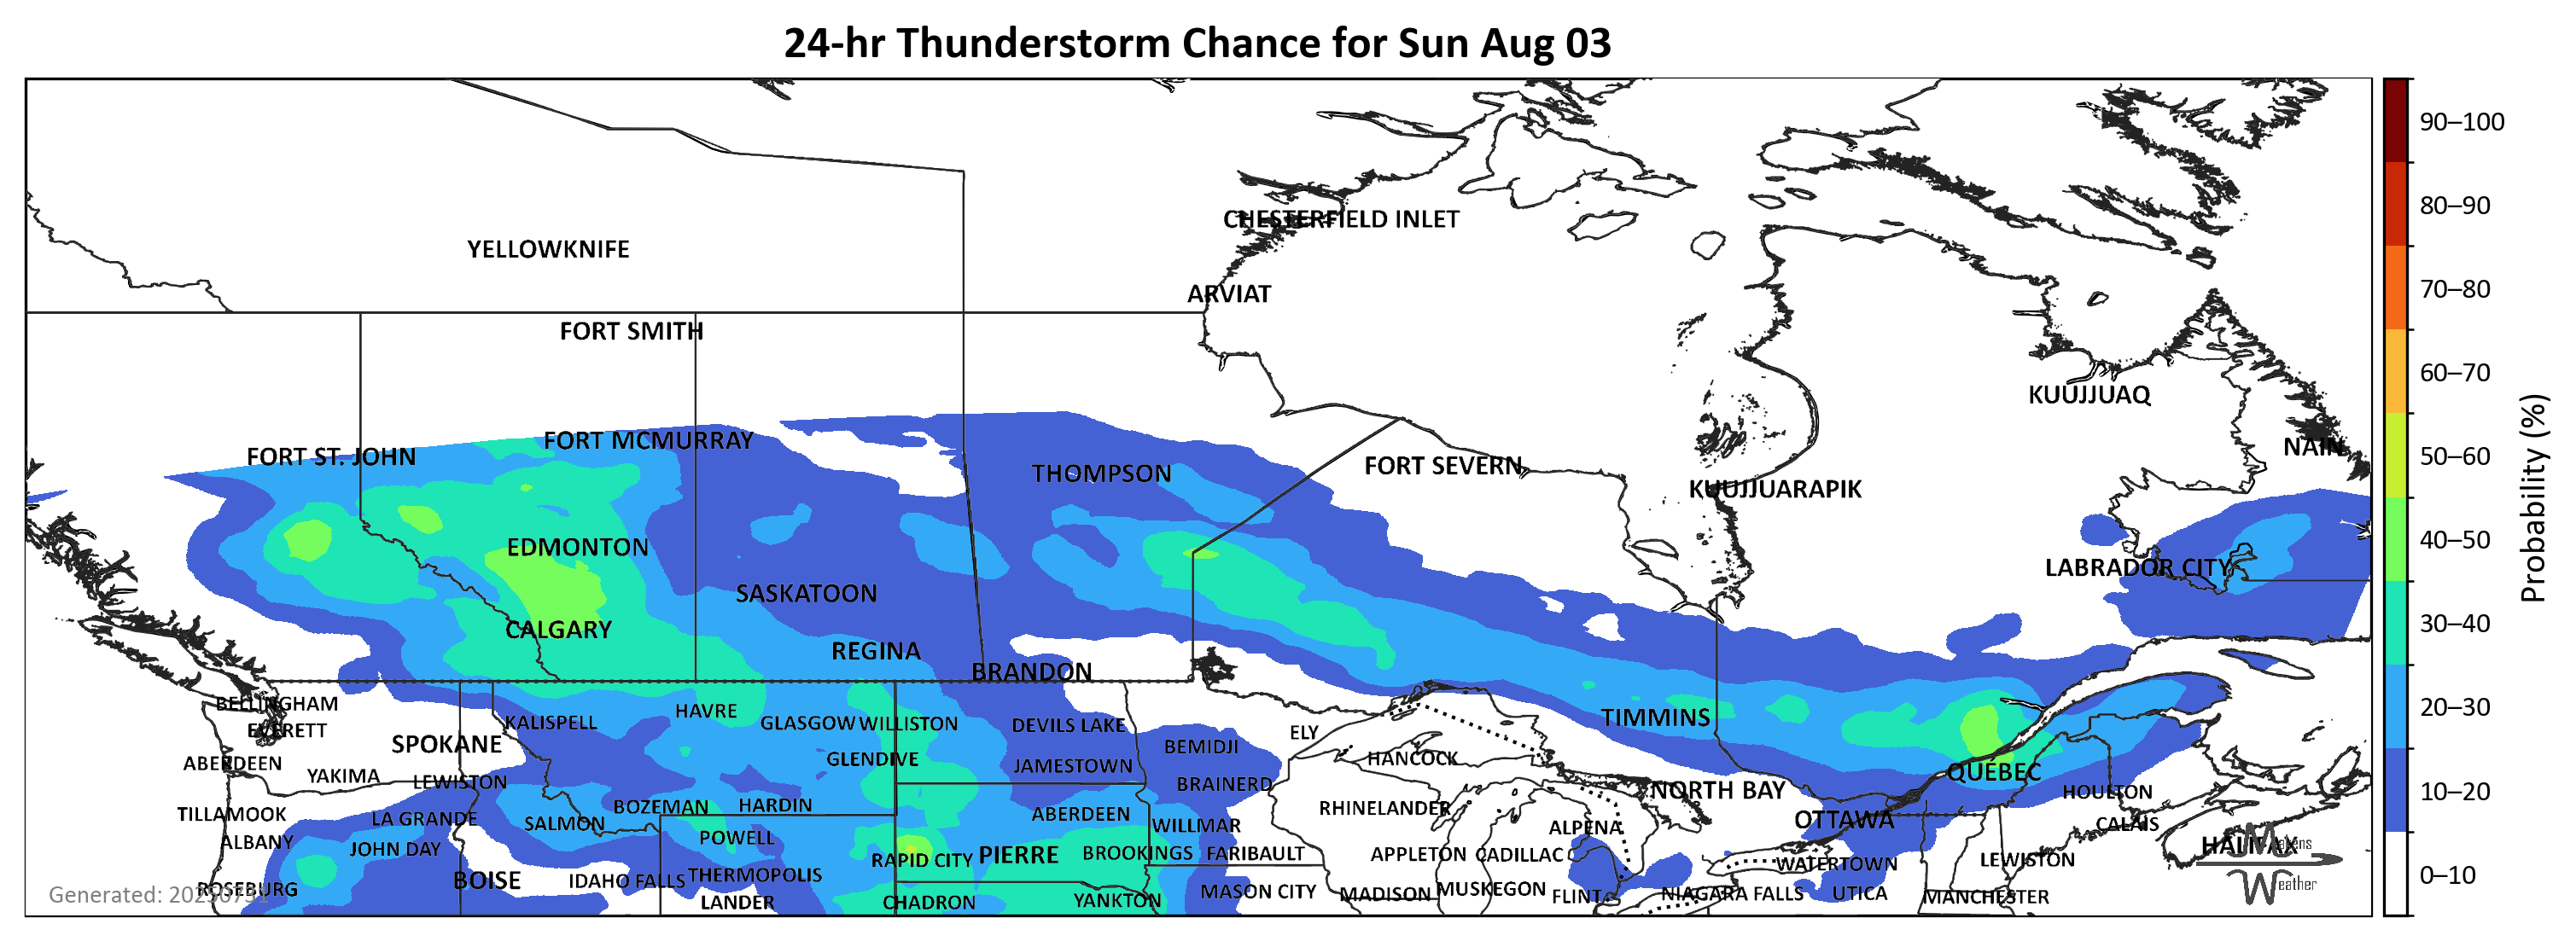 24-hr Thunderstorm Chance for Sun Aug 03
90–100
80–90
CHESTERFIELD INLET
YELLOWKNIFE
70–80
ARVIAT
FORT SMITH
60–70
KUUJJUAQ
FORT MCMURRAY
NAIN
FORT ST. JOHN
50–60
FORT SEVERN
THOMPSON
KUUJJUARAPIK
Probability (%)
40–50
EDMONTON
LABRADOR CITY
SASKATOON
30–40
CALGARY
REGINA
BRANDON
BELLINGHAM
20–30
HAVRE
TIMMINS
KALISPELL
GLASGOW
WILLISTON
DEVILS LAKE
EVERETT
ELY
SPOKANE
BEMIDJI
GLENDIVE
HANCOCK
ABERDEEN
JAMESTOWN
QUÉBEC
YAKIMA
LEWISTON
BRAINERD
NORTH BAY
10–20
HOULTON
BOZEMAN
HARDIN
RHINELANDER
TILLAMOOK
ABERDEEN
LA GRANDE
OTTAWA
SALMON
WILLMAR
CALAIS
ALPENA
POWELL
ALBANY
HALIFAX
JOHN DAY
BROOKINGS
FARIBAULT
PIERRE
APPLETON
CADILLAC
RAPID CITY
LEWISTON
WATERTOWN
THERMOPOLIS
0–10
BOISE
IDAHO FALLS
Weather
ROSEBURG
MUSKEGON
MASON CITY
MADISON
NIAGARA FALLS
UTICA
Generated: 20250731
FLINT
MANCHESTER
YANKTON
LANDER
CHADRON